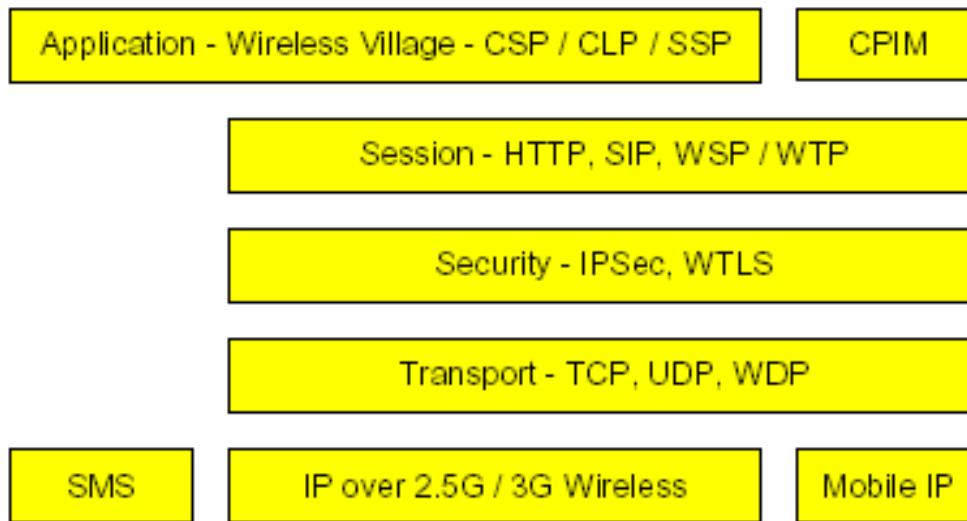 Application - Wireless Village - CSP / CLP / SSP
CPIM
Session - HTTP, SIP, WSP / WTP
Security - IPSec, WTLS
Transport - TCP, UDP, WDP
SMS
IP over 2.5G / 3G Wireless
Mobile IP